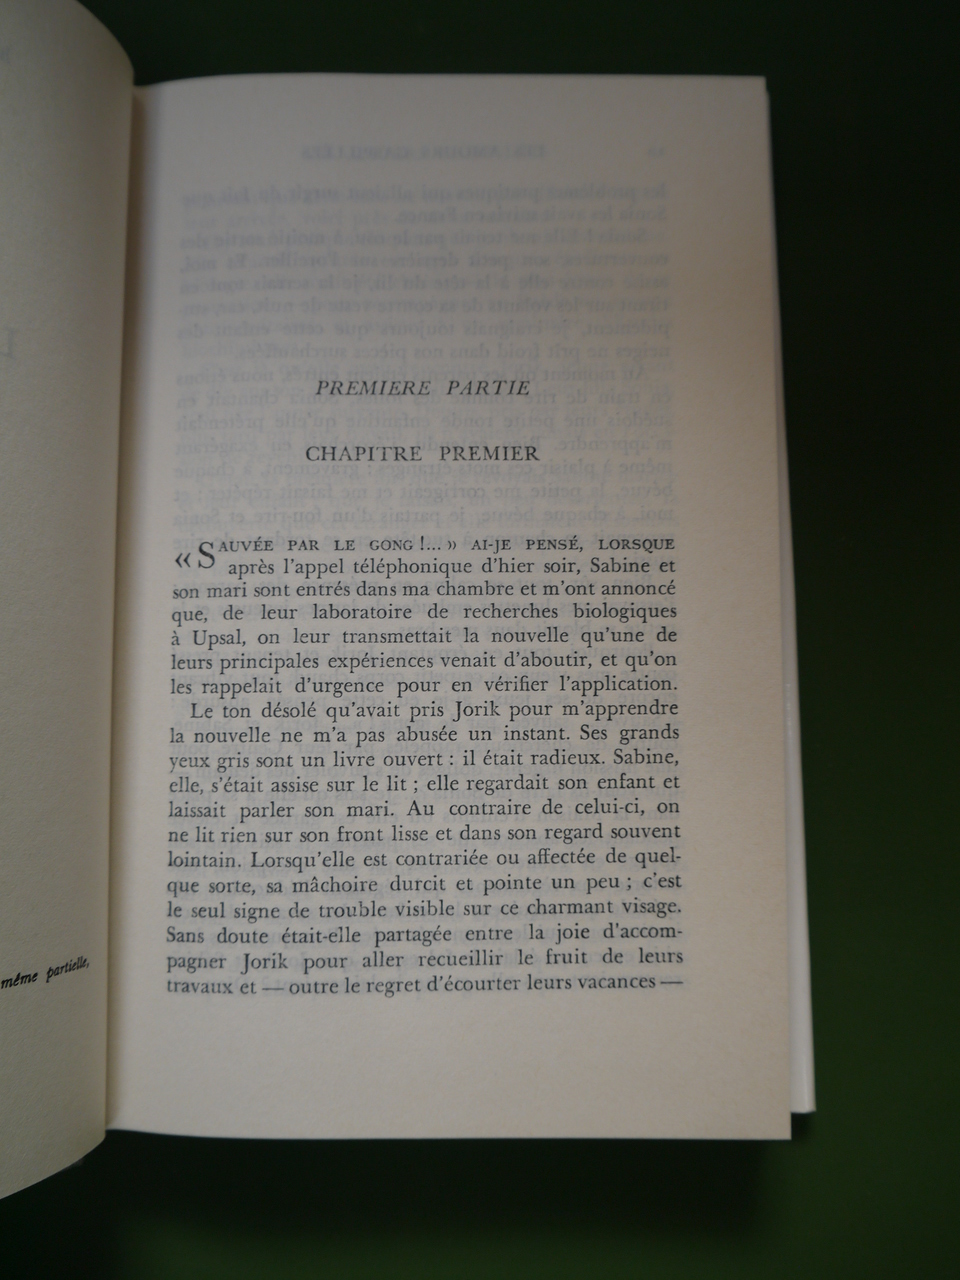 même partielle,
PREMIERE PARTIE
CHAPITRE PREMIER
« SAUVÉE PAR LE GONG !... » AI-JE PENSÉ, LORSQUE
après l'appel téléphonique d'hier soir, Sabine et
son mari sont entrés dans ma chambre et m'ont annoncé
que, de leur laboratoire de recherches biologiques
à Upsal, on leur transmettait la nouvelle qu'une de
leurs principales expériences venait d'aboutir, et qu'on
les rappelait d'urgence pour en vérifier l'application.
Le ton désolé qu'avait pris Jorik pour m'apprendre
la nouvelle ne m'a pas abusée un instant. Ses grands
yeux gris sont un livre ouvert : il était radieux. Sabine,
elle, s'était assise sur le lit ; elle regardait son enfant et
laissait parler son mari. Au contraire de celui-ci, on
ne lit rien sur son front lisse et dans son regard souvent
lointain. Lorsqu'elle est contrariée ou affectée de quel-
que sorte, sa mâchoire durcit et pointe un peu ; c'est
le seul signe de trouble visible sur ce charmant visage.
Sans doute était-elle partagée entre la joie d'accom-
pagner Jorik pour aller recueillir le fruit de leurs
travaux et — outre le regret d'écourter leurs vacances —